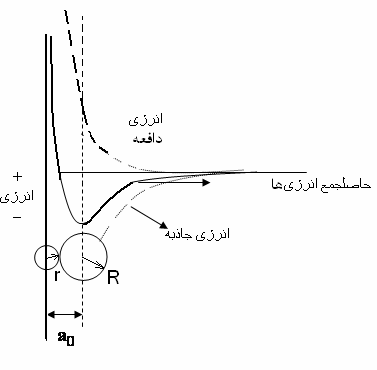 انرژی
دافعه
+
انرژی
−
حاصلجمع انرژی‌ها
انرژی جاذبه
r
R
a₀